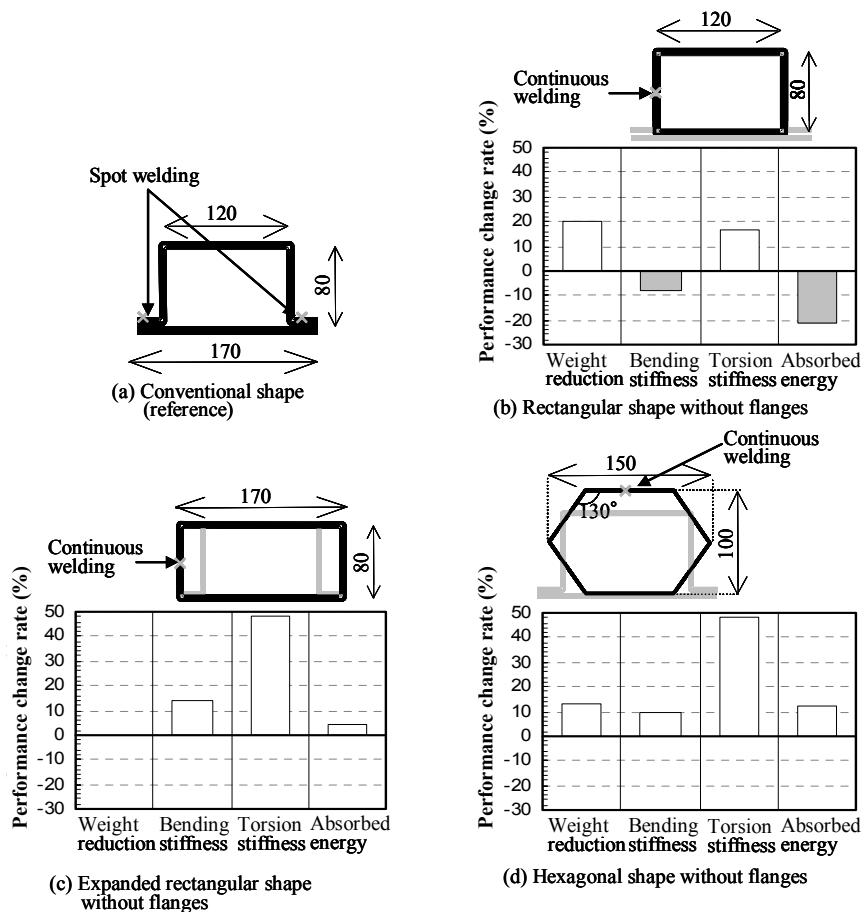 Spot welding
120
80
170
(a) Conventional shape
(reference)
120
Continuous
welding
80
Performance change rate (%)
50
40
30
20
10
0
-10
-20
-30
Weight Bending Torsion Absorbed
reduction stiffness stiffness energy
(b) Rectangular shape without flanges
170
Continuous
welding
80
Performance change rate (%)
50
40
30
20
10
0
-10
-20
-30
Weight Bending Torsion Absorbed
reduction stiffness stiffness energy
(c) Expanded rectangular shape
without flanges
Continuous
welding
150
130°
100
Performance change rate (%)
50
40
30
20
10
0
-10
-20
-30
Weight Bending Torsion Absorbed
reduction stiffness stiffness energy
(d) Hexagonal shape without flanges